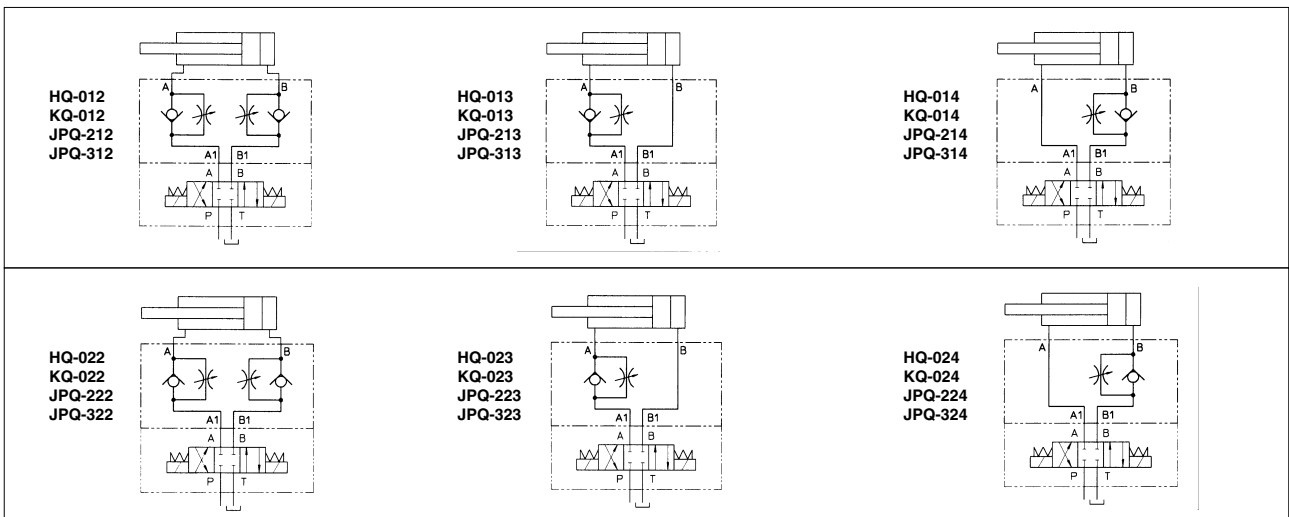 HQ-012
KQ-012
JPQ-212
JPQ-312
A
B
A1
B1
A
B
P
T
HQ-013
KQ-013
JPQ-213
JPQ-313
A
B
A1
B1
A
B
P
T
HQ-014
KQ-014
JPQ-214
JPQ-314
A
B
A1
B1
A
B
P
T
HQ-022
KQ-022
JPQ-222
JPQ-322
A
B
A1
B1
A
B
P
T
HQ-023
KQ-023
JPQ-223
JPQ-323
A
B
A1
B1
A
B
P
T
HQ-024
KQ-024
JPQ-224
JPQ-324
A
B
A1
B1
A
B
P
T